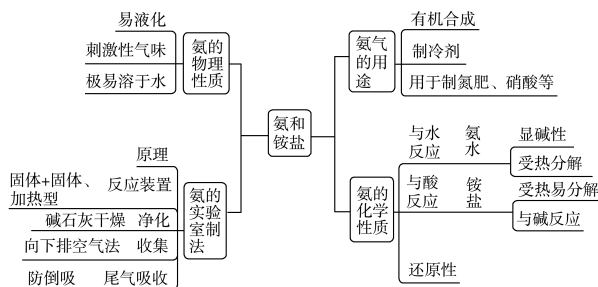 易液化
刺激性气味
极易溶于水
氨的
物理
性质
氨气
的用
途
有机合成
制冷剂
用于制氮肥、硝酸等
氨和
铵盐
原理
固体+固体、
加热型
反应装置
碱石灰干燥 净化
向下排空气法 收集
防倒吸 尾气吸收
氨的
实验
室制
法
氨的
化学
性质
与水
反应
氨
水
显碱性
受热分解
与酸
反应
铵
盐
受热易分解
与碱反应
还原性